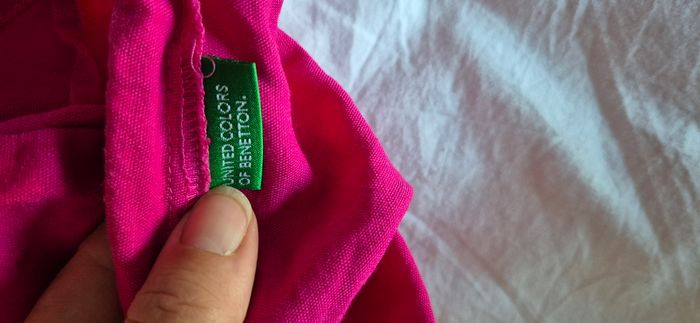 UNITED COLORS
OF BENETTON.